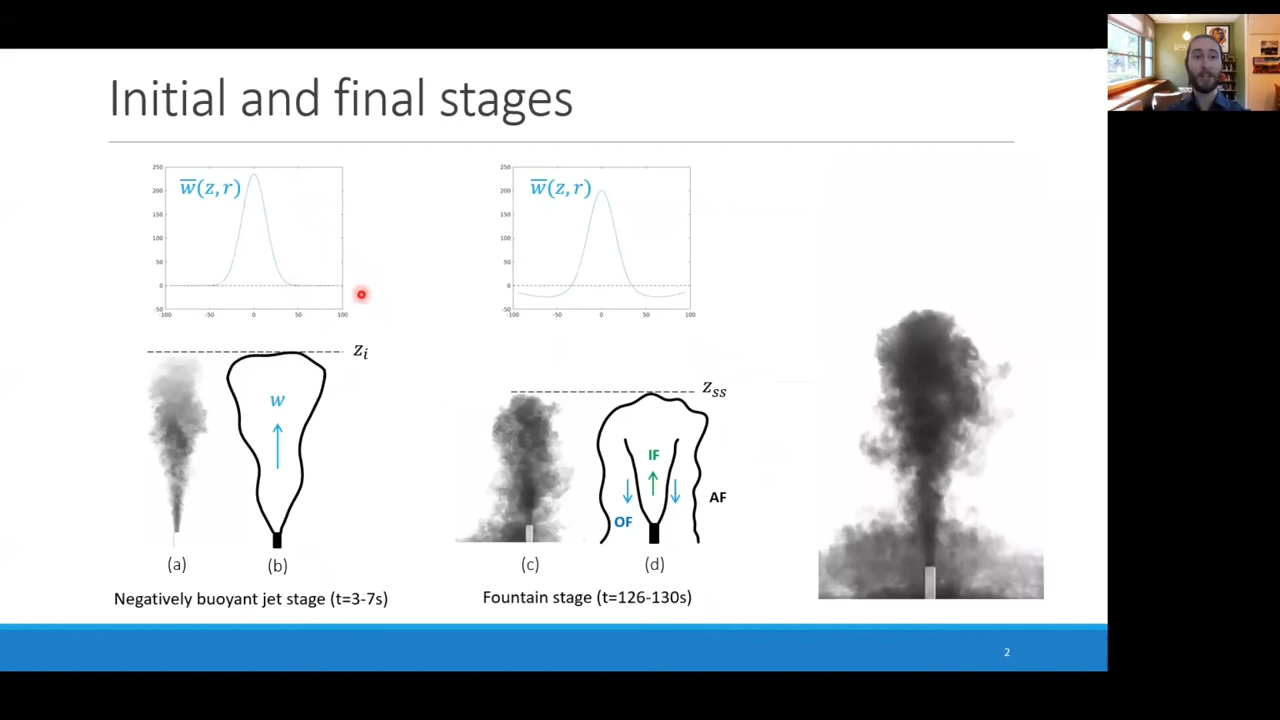 Initial and final stages
250
200
150
100
50
0
-50
-100 -50 0 50 100
w̅(z,r)
250
200
150
100
50
0
-50
-100 -50 0 50 100
w̅(z,r)
z_i
w
(a) (b)
Negatively buoyant jet stage (t=3-7s)
z_ss
IF
OF
AF
(c) (d)
Fountain stage (t=126-130s)
2